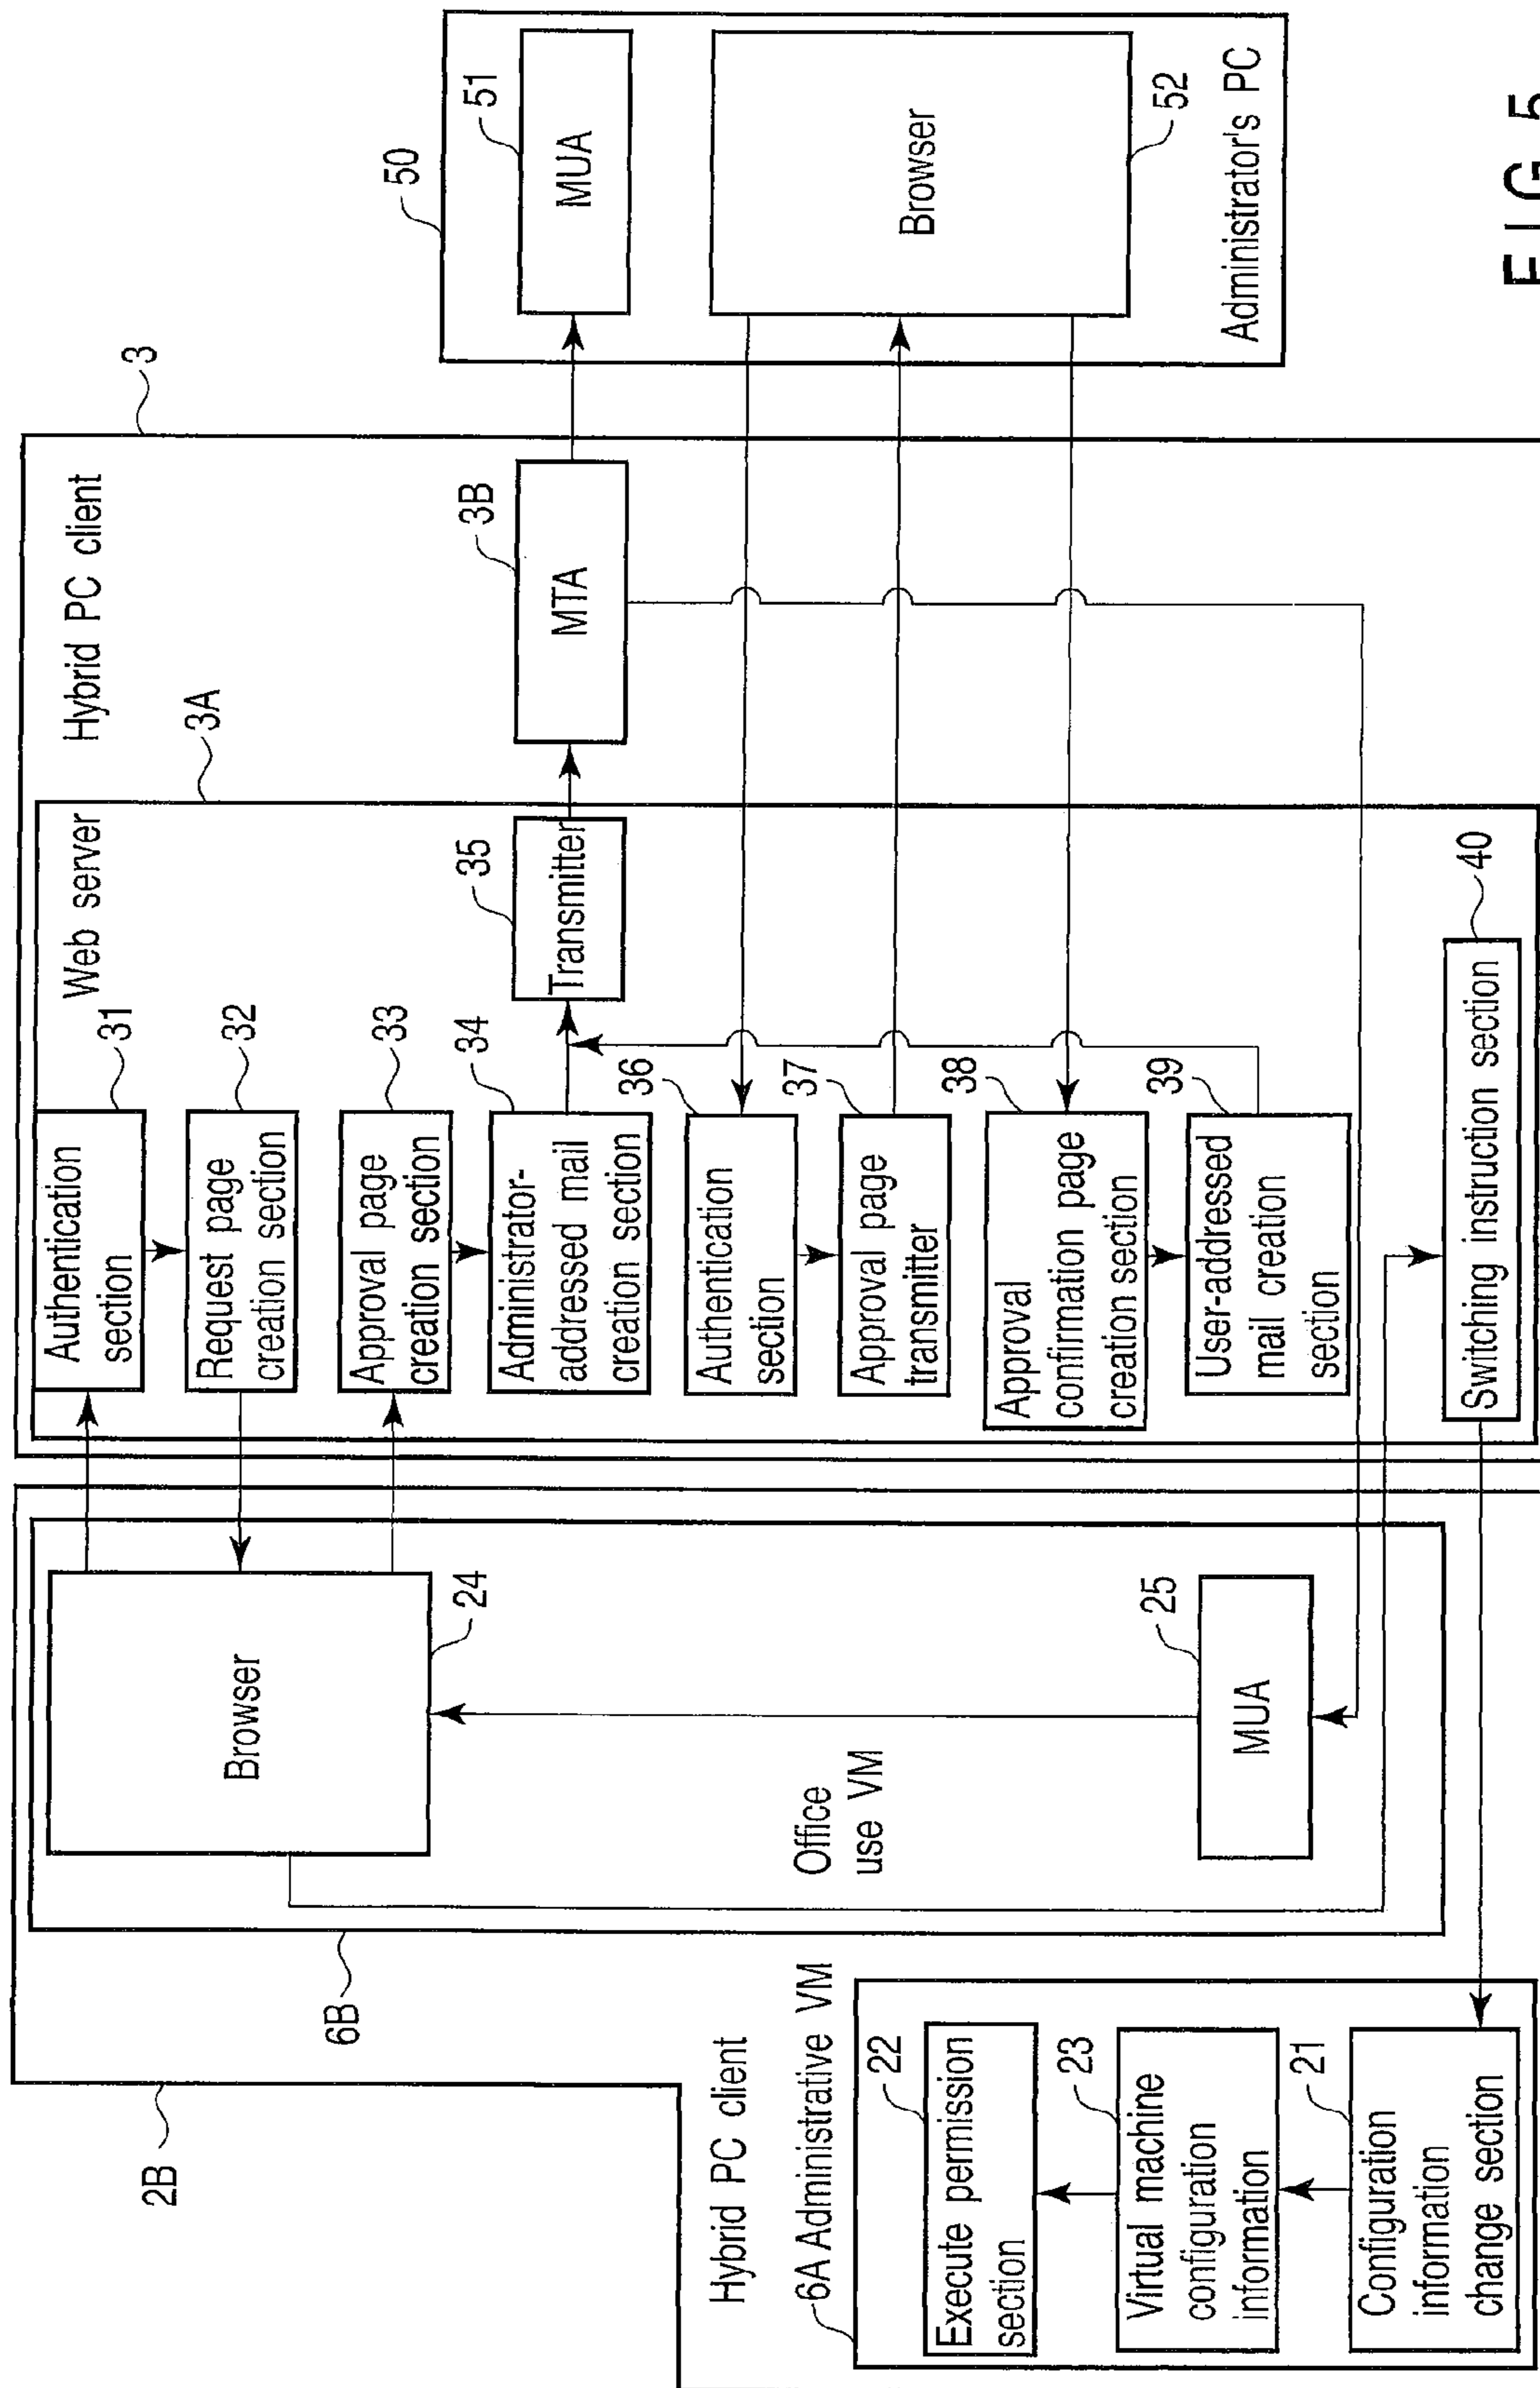 2B
6B
Browser
24
Office
use VM
MUA
25
Hybrid PC client
6A Administrative VM
Execute permission
section
22
Virtual machine
configuration
information
23
Configuration
information
change section
21
Hybrid PC client
3
Web server
3A
Authentication
section
31
Request page
creation section
32
Approval page
creation section
33
Administrator-
addressed mail
creation section
34
Transmitter
35
MTA
3B
Authentication
section
36
Approval page
transmitter
37
Approval
confirmation page
creation section
38
User-addressed
mail creation
section
39
Switching instruction section
40
50
MUA
51
Browser
52
Administrator's PC
F I G. 5